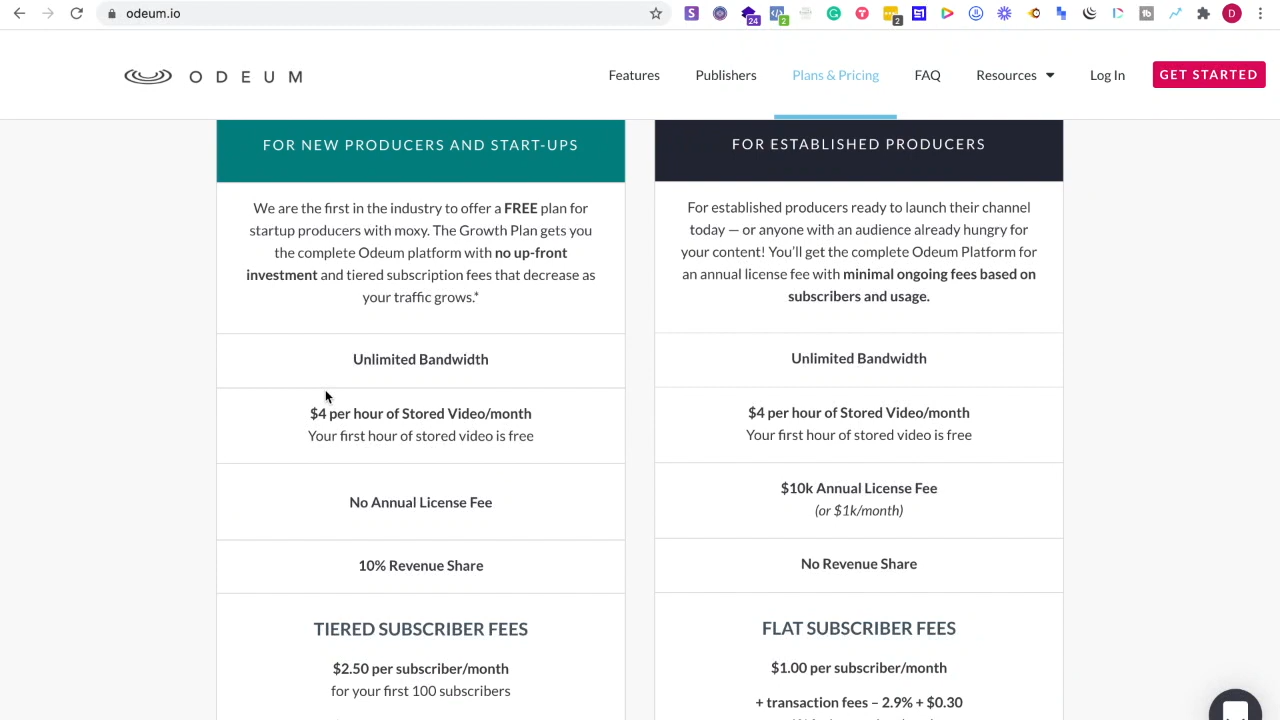 odeum.io
24
2
2
D
ODEUM
Features
Publishers
Plans & Pricing
FAQ
Resources
Log In
GET STARTED
FOR NEW PRODUCERS AND START-UPS
We are the first in the industry to offer a FREE plan for
startup producers with moxy. The Growth Plan gets you
the complete Odeum platform with no up-front
investment and tiered subscription fees that decrease as
your traffic grows.*
Unlimited Bandwidth
$4 per hour of Stored Video/month
Your first hour of stored video is free
No Annual License Fee
10% Revenue Share
TIERED SUBSCRIBER FEES
$2.50 per subscriber/month
for your first 100 subscribers
FOR ESTABLISHED PRODUCERS
For established producers ready to launch their channel
today — or anyone with an audience already hungry for
your content! You'll get the complete Odeum Platform for
an annual license fee with minimal ongoing fees based on
subscribers and usage.
Unlimited Bandwidth
$4 per hour of Stored Video/month
Your first hour of stored video is free
$10k Annual License Fee
(or $1k/month)
No Revenue Share
FLAT SUBSCRIBER FEES
$1.00 per subscriber/month
+ transaction fees – 2.9% + $0.30